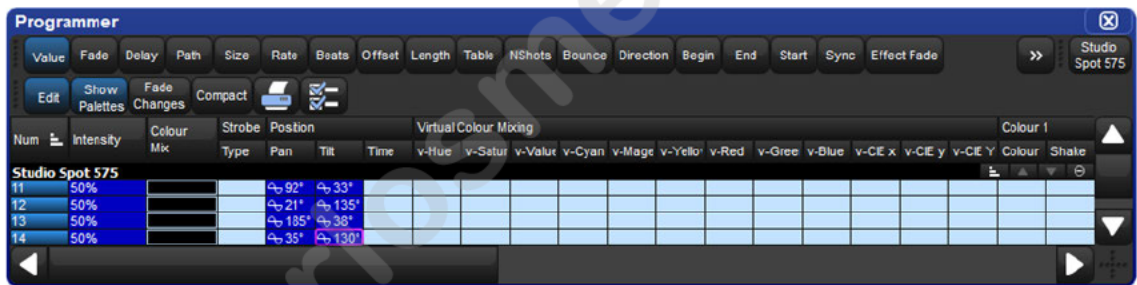 Programmer
Value Fade Delay Path Size Rate Beats Offset Length Table NShots Bounce Direction Begin End Start Sync Effect Fade » Studio Spot 575
Edit Show Palettes Fade Changes Compact
Num Intensity Colour Mix Strobe Position Virtual Colour Mixing Colour 1
Type Pan Tilt Time v-Hue v-Satur v-Value v-Cyan v-Mage v-Yello v-Red v-Gree v-Blue v-CIE x v-CIE y v-CIE Y Colour Shake
Studio Spot 575
11 50% 92° 33°
12 50% 21° 135°
13 50% 185° 38°
14 50% 35° 130°